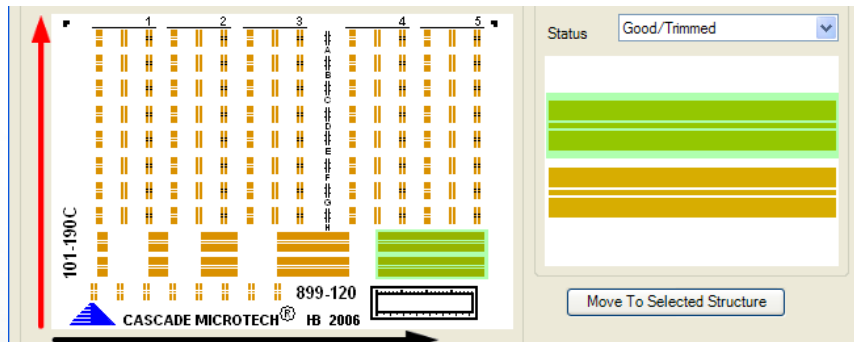 1 2 3 4 5
A
B
C
D
E
F
G
H
101-190C
899-120
CASCADE MICROTECH® HB 2006
Status
Good/Trimmed
Move To Selected Structure